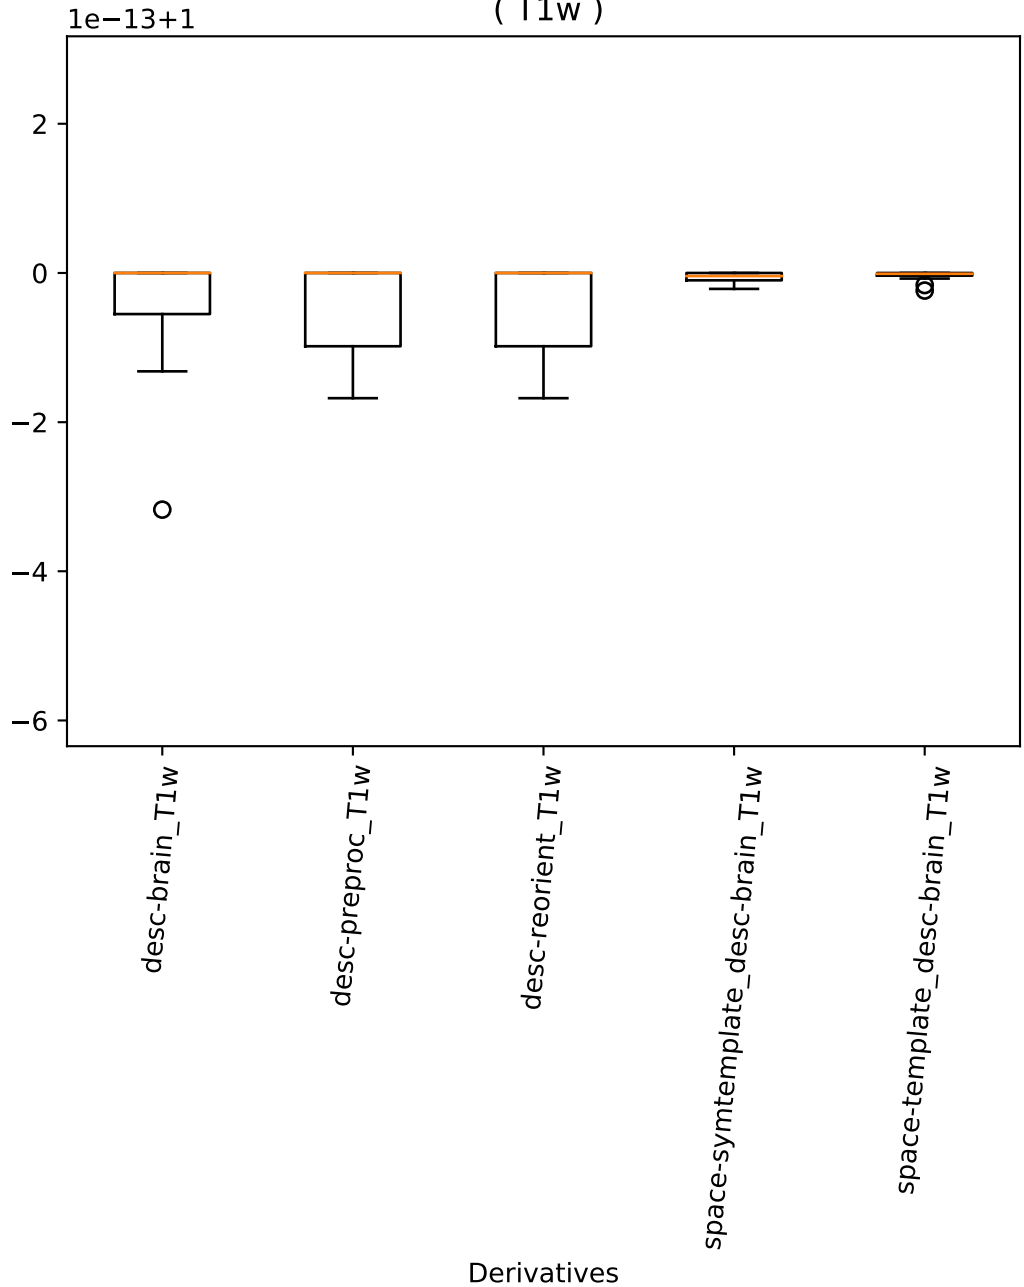 ( T1w )
1e−13+1
2
0
−2
−4
−6
desc-brain_T1w
desc-preproc_T1w
desc-reorient_T1w
space-symtemplate_desc-brain_T1w
space-template_desc-brain_T1w
Derivatives